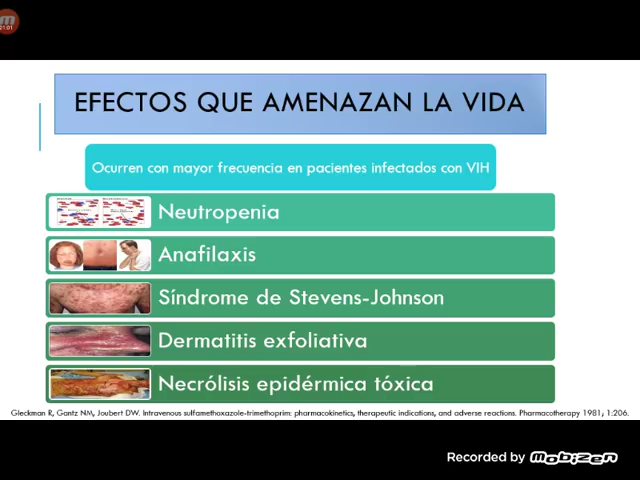 21:01
EFECTOS QUE AMENAZAN LA VIDA
Ocurren con mayor frecuencia en pacientes infectados con VIH
Neutropenia
Anafilaxis
Síndrome de Stevens-Johnson
Dermatitis exfoliativa
Necrólisis epidérmica tóxica
Gleckman R, Gantz NM, Joubert DW. Intravenous sulfamethoxazole-trimethoprim: pharmacokinetics, therapeutic indications, and adverse reactions. Pharmacotherapy 1981; 1:206.
Recorded by Mobizen